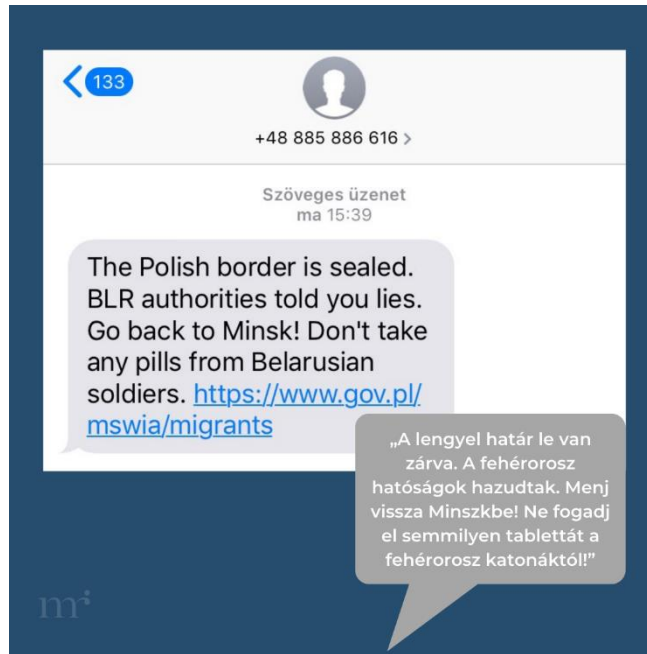 133
+48 885 886 616 >
Szöveges üzenet
ma 15:39
The Polish border is sealed.
BLR authorities told you lies.
Go back to Minsk! Don't take
any pills from Belarusian
soldiers. https://www.gov.pl/
mswia/migrants
„A lengyel határ le van
zárva. A fehérorosz
hatóságok hazudtak. Menj
vissza Minszkbe! Ne fogadj
el semmilyen tablettát a
fehérorosz katonáktól!”
mi